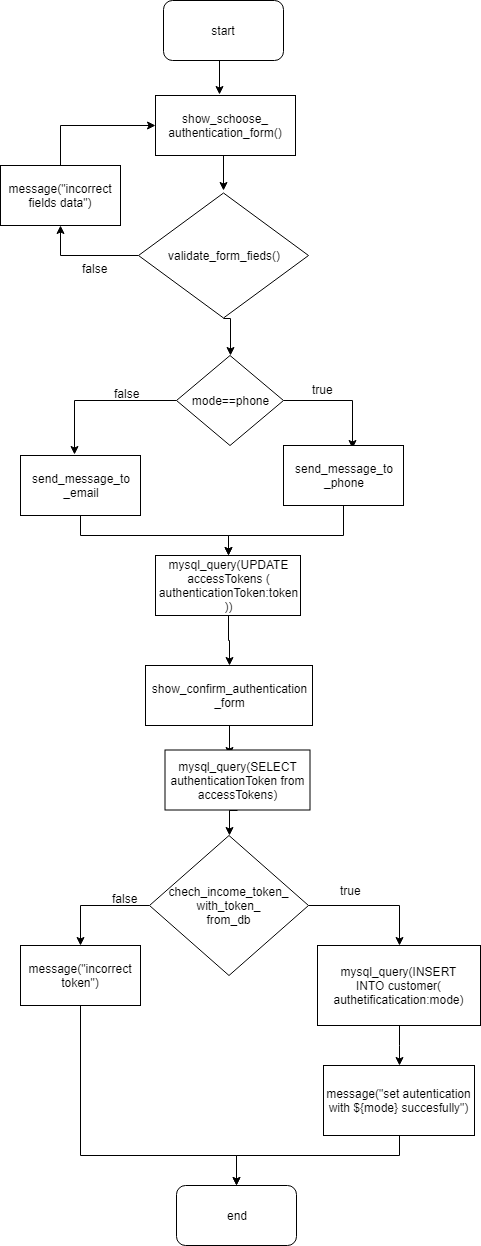 start
show_schoose_
authentication_form()
message("incorrect
fields data")
validate_form_fieds()
false
mode==phone
false
true
send_message_to
_email
send_message_to
_phone
mysql_query(UPDATE
accessTokens (
authenticationToken:token
))
show_confirm_authentication
_form
mysql_query(SELECT
authenticationToken from
accessTokens)
chech_income_token_
with_token_
from_db
false
true
message("incorrect
token")
mysql_query(INSERT
INTO customer(
authetificatication:mode)
message("set autentication
with ${mode} succesfully")
end